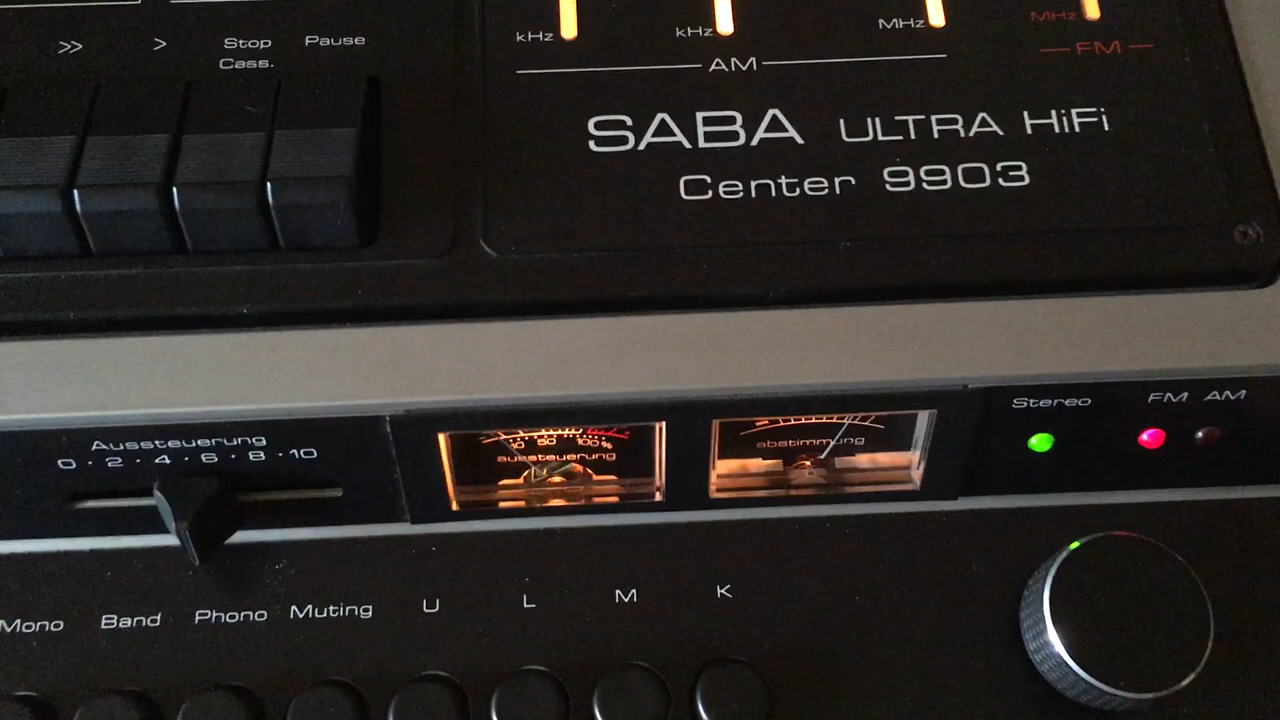 >> > Stop Pause
Cass.
kHz kHz MHz MHz
AM FM
SABA ULTRA HiFi
Center 9903
Stereo FM AM
Aussteuerung
0 · 2 · 4 · 6 · 8 · 10
10 50 100%
aussteuerung
abstimmung
Mono Band Phono Muting U L M K